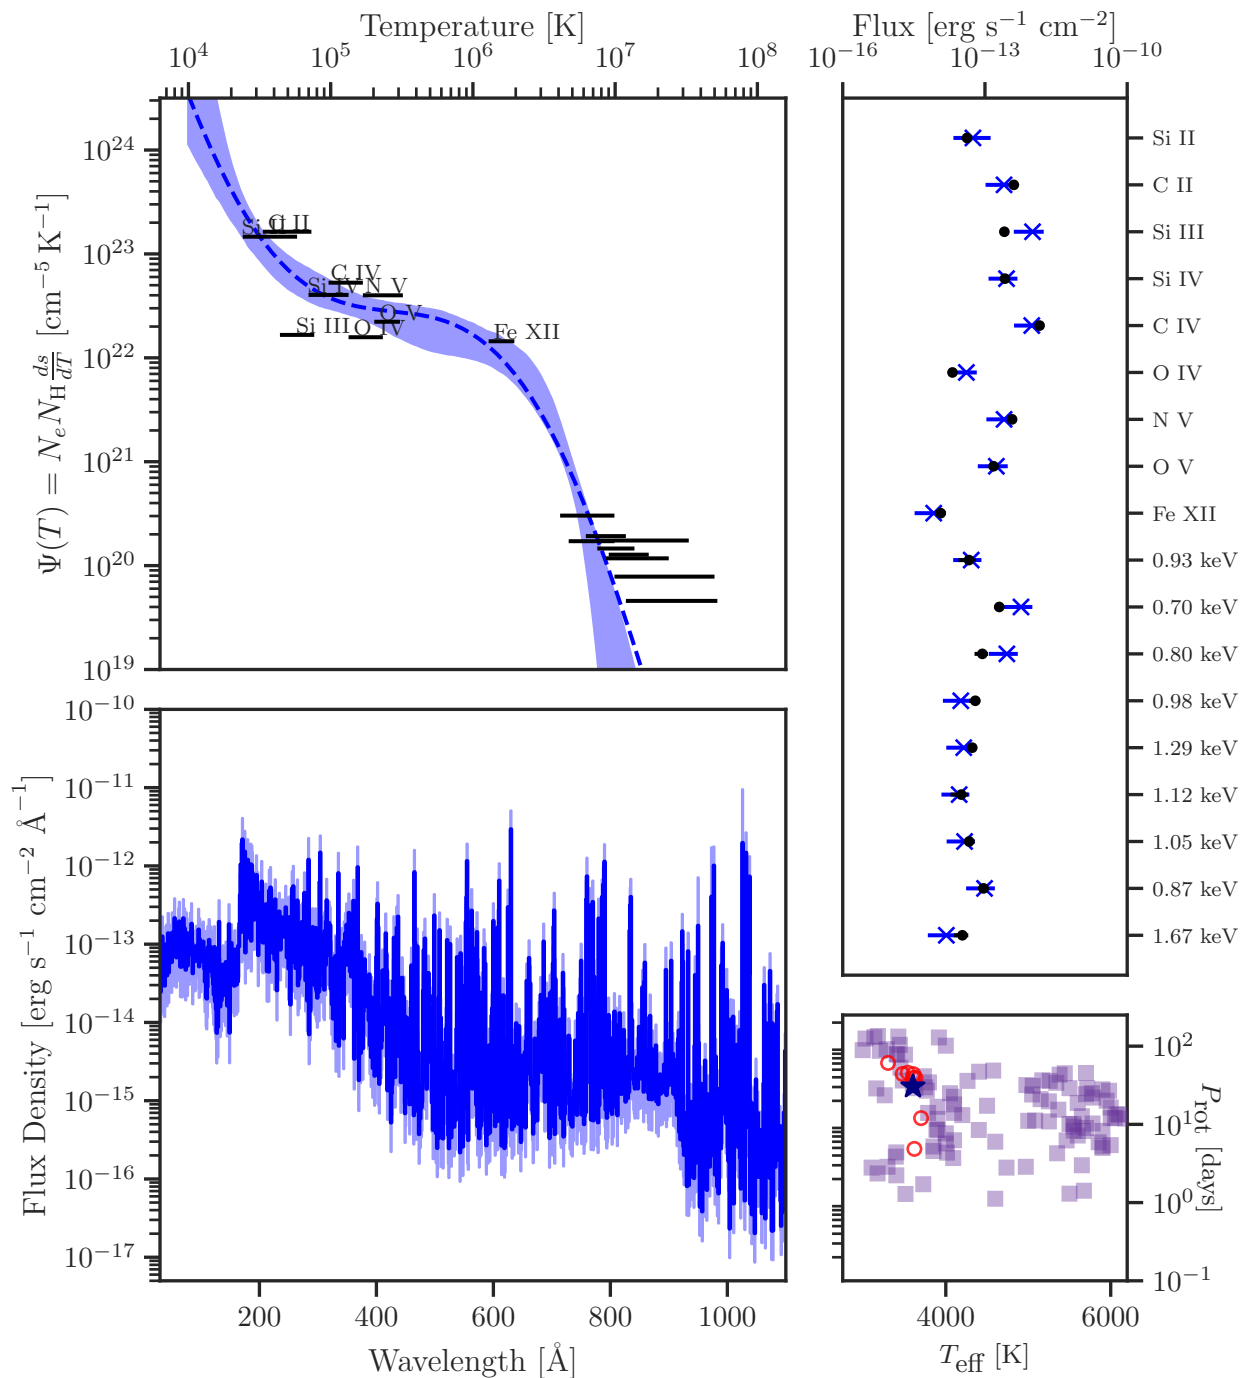 Temperature [K]
10^4 10^5 10^6 10^7 10^8
Flux [erg s^−1 cm^−2]
10^−16 10^−13 10^−10
Ψ(T) = N_e N_H ds/dT [cm^−5 K^−1]
10^24
10^23
10^22
10^21
10^20
10^19
Si II
C II
C IV
Si IV
N V
O V
Si III
O IV
Fe XII
Si II
C II
Si III
Si IV
C IV
O IV
N V
O V
Fe XII
0.93 keV
0.70 keV
0.80 keV
0.98 keV
1.29 keV
1.12 keV
1.05 keV
0.87 keV
1.67 keV
Flux Density [erg s^−1 cm^−2 Å^−1]
10^−10
10^−11
10^−12
10^−13
10^−14
10^−15
10^−16
10^−17
200 400 600 800 1000
Wavelength [Å]
10^2
10^1
10^0
10^−1
P_rot [days]
4000 6000
T_eff [K]